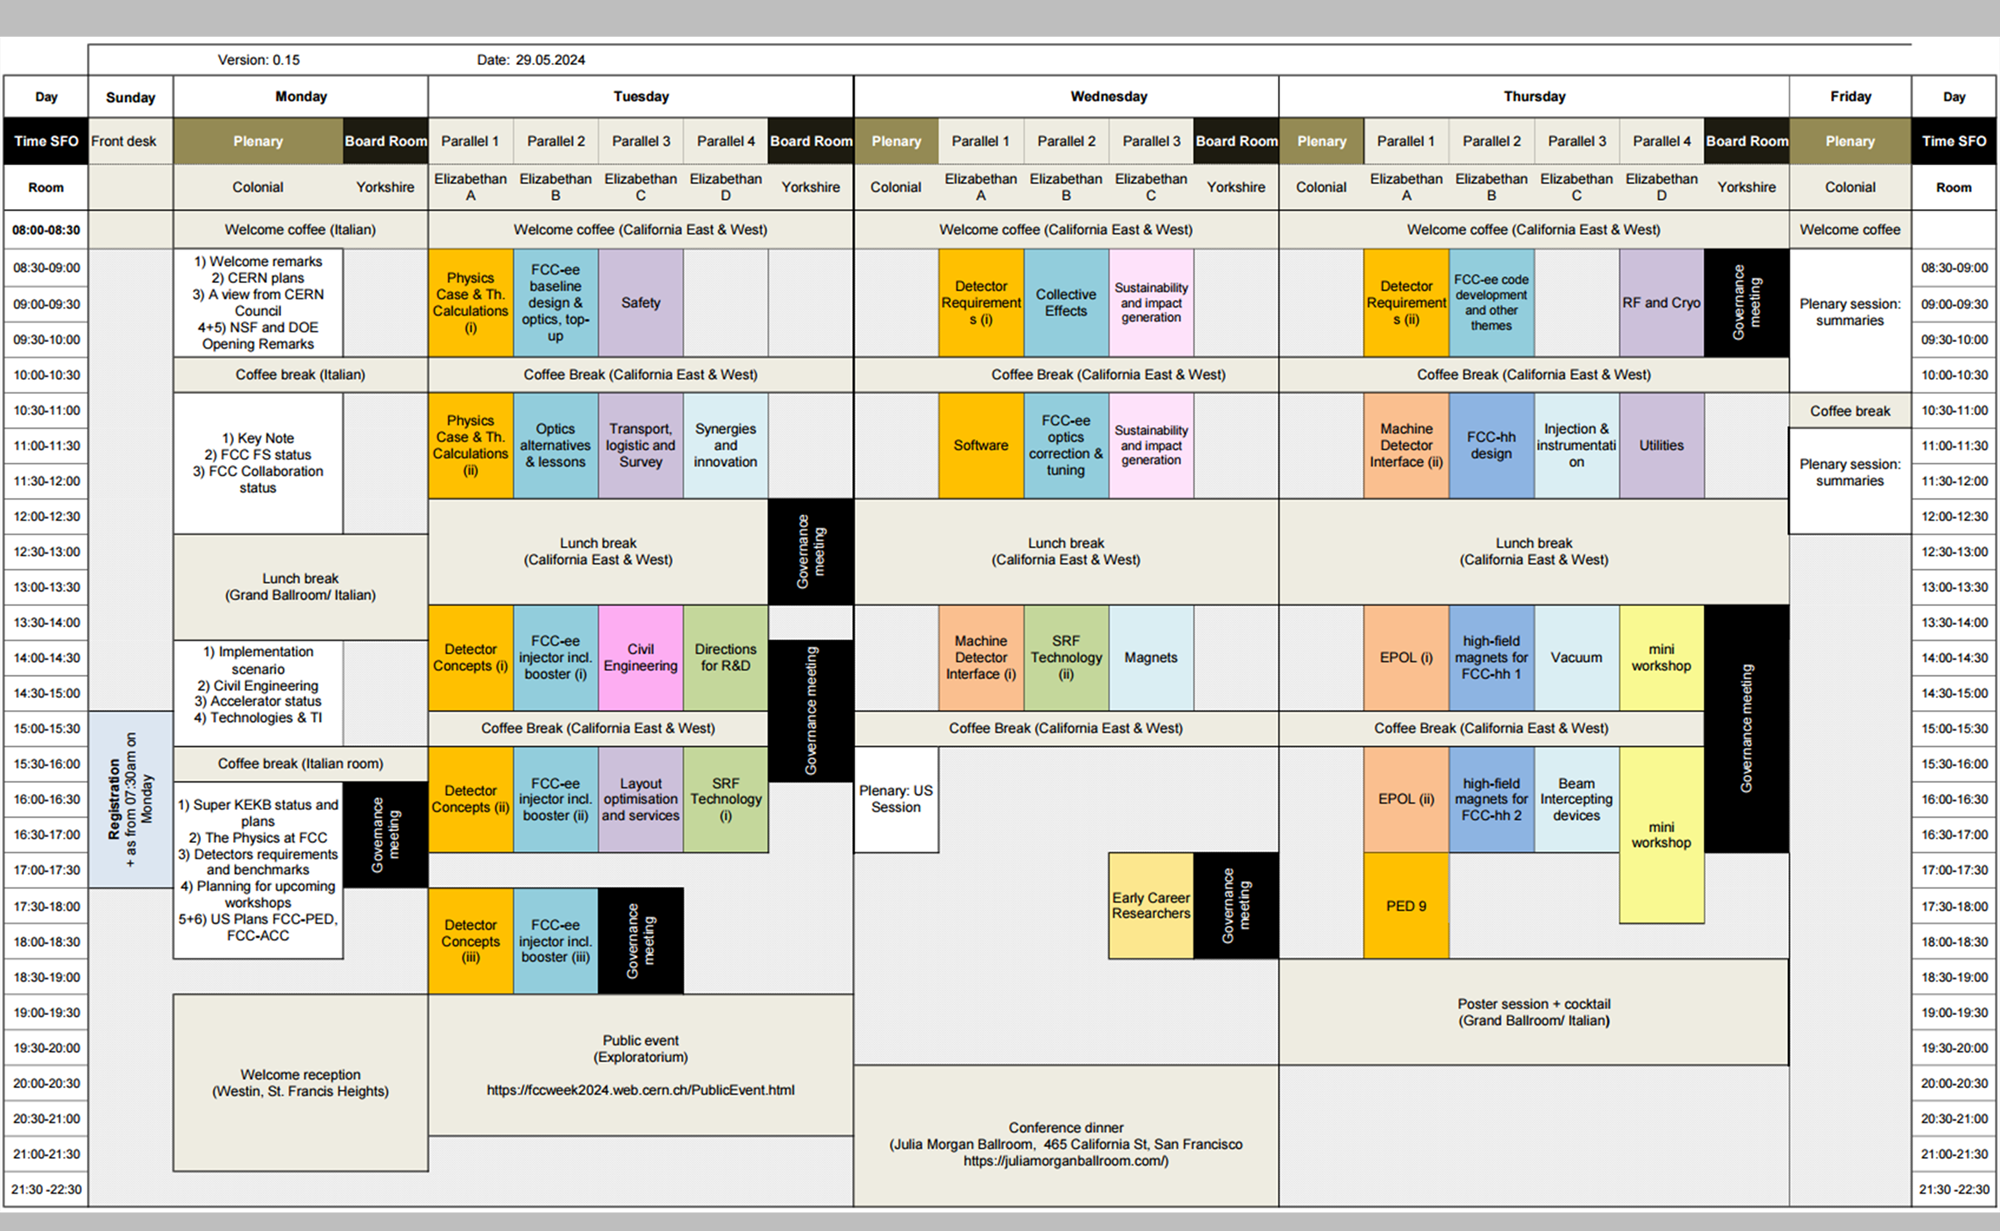 Version: 0.15 Date: 29.05.2024
Day Sunday Monday Tuesday Wednesday Thursday Friday Day
Time SFO Front desk Plenary Board Room Parallel 1 Parallel 2 Parallel 3 Parallel 4 Board Room Plenary Parallel 1 Parallel 2 Parallel 3 Board Room Plenary Parallel 1 Parallel 2 Parallel 3 Parallel 4 Board Room Plenary Time SFO
Room Colonial Yorkshire Elizabethan A Elizabethan B Elizabethan C Elizabethan D Yorkshire Colonial Elizabethan A Elizabethan B Elizabethan C Yorkshire Colonial Elizabethan A Elizabethan B Elizabethan C Elizabethan D Yorkshire Colonial Room
08:00-08:30 Welcome coffee (Italian) Welcome coffee (California East & West) Welcome coffee (California East & West) Welcome coffee (California East & West) Welcome coffee
08:30-09:00
09:00-09:30
09:30-10:00
1) Welcome remarks
2) CERN plans
3) A view from CERN
Council
4+5) NSF and DOE
Opening Remarks
Physics
Case & Th.
Calculations
(i)
FCC-ee
baseline
design &
optics, top-
up
Safety
Detector
Requirement
s (i)
Collective
Effects
Sustainability
and impact
generation
Detector
Requirement
s (ii)
FCC-ee code
development
and other
themes
RF and Cryo
Governance
meeting
Plenary session:
summaries
08:30-09:00
09:00-09:30
09:30-10:00
10:00-10:30 Coffee break (Italian) Coffee Break (California East & West) Coffee Break (California East & West) Coffee Break (California East & West) 10:00-10:30
10:30-11:00
11:00-11:30
11:30-12:00
12:00-12:30
1) Key Note
2) FCC FS status
3) FCC Collaboration
status
Physics
Case & Th.
Calculations
(ii)
Optics
alternatives
& lessons
Transport,
logistic and
Survey
Synergies
and
innovation
Software
FCC-ee
optics
correction &
tuning
Sustainability
and impact
generation
Machine
Detector
Interface (ii)
FCC-hh
design
Injection &
instrumentati
on
Utilities
Coffee break
Plenary session:
summaries
10:30-11:00
11:00-11:30
11:30-12:00
12:00-12:30
12:30-13:00
13:00-13:30
Lunch break
(Grand Ballroom/ Italian)
Lunch break
(California East & West)
Governance
meeting
Lunch break
(California East & West)
Lunch break
(California East & West)
12:30-13:00
13:00-13:30
13:30-14:00
14:00-14:30
14:30-15:00
1) Implementation
scenario
2) Civil Engineering
3) Accelerator status
4) Technologies & TI
Detector
Concepts (i)
FCC-ee
injector incl.
booster (i)
Civil
Engineering
Directions
for R&D
Governance meeting
Machine
Detector
Interface (i)
SRF
Technology
(ii)
Magnets
EPOL (i)
high-field
magnets for
FCC-hh 1
Vacuum
mini
workshop
Governance meeting
13:30-14:00
14:00-14:30
14:30-15:00
15:00-15:30 Coffee Break (California East & West) Coffee Break (California East & West) Coffee Break (California East & West) 15:00-15:30
Registration
+ as from 07:30am on
Monday
15:30-16:00 Coffee break (Italian room) 15:30-16:00
16:00-16:30
16:30-17:00
17:00-17:30
17:30-18:00
18:00-18:30
18:30-19:00
1) Super KEKB status and
plans
2) The Physics at FCC
3) Detectors requirements
and benchmarks
4) Planning for upcoming
workshops
5+6) US Plans FCC-PED,
FCC-ACC
Governance
meeting
Detector
Concepts (ii)
FCC-ee
injector incl.
booster (ii)
Layout
optimisation
and services
SRF
Technology
(i)
Plenary: US
Session
EPOL (ii)
high-field
magnets for
FCC-hh 2
Beam
Intercepting
devices
mini
workshop
Detector
Concepts
(iii)
FCC-ee
injector incl.
booster (iii)
Governance
meeting
Early Career
Researchers
Governance
meeting
PED 9
16:00-16:30
16:30-17:00
17:00-17:30
17:30-18:00
18:00-18:30
18:30-19:00
19:00-19:30
19:30-20:00
20:00-20:30
20:30-21:00
21:00-21:30
21:30 -22:30
Welcome reception
(Westin, St. Francis Heights)
Public event
(Exploratorium)
https://fccweek2024.web.cern.ch/PublicEvent.html
Conference dinner
(Julia Morgan Ballroom, 465 California St, San Francisco
https://juliamorganballroom.com/)
Poster session + cocktail
(Grand Ballroom/ Italian)
19:00-19:30
19:30-20:00
20:00-20:30
20:30-21:00
21:00-21:30
21:30 -22:30